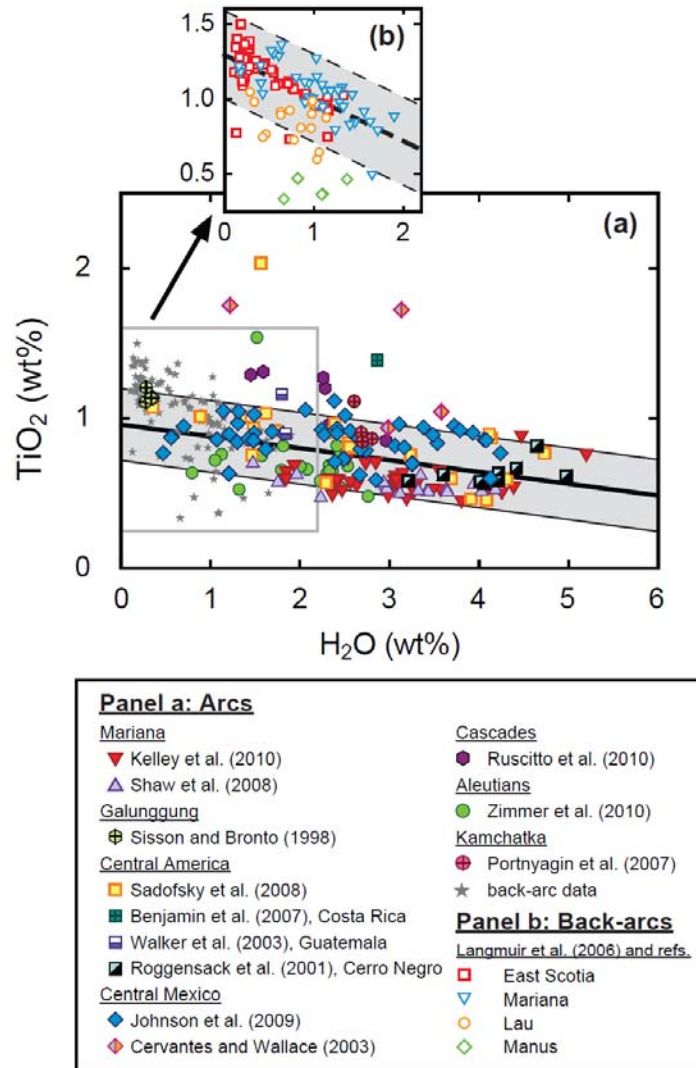 (b)
1.5
1.0
0.5
0 1 2
(a)
2
1
0
TiO₂ (wt%)
0 1 2 3 4 5 6
H₂O (wt%)
Panel a: Arcs
Mariana
Kelley et al. (2010)
Shaw et al. (2008)
Galunggung
Sisson and Bronto (1998)
Central America
Sadofsky et al. (2008)
Benjamin et al. (2007), Costa Rica
Walker et al. (2003), Guatemala
Roggensack et al. (2001), Cerro Negro
Central Mexico
Johnson et al. (2009)
Cervantes and Wallace (2003)
Cascades
Ruscitto et al. (2010)
Aleutians
Zimmer et al. (2010)
Kamchatka
Portnyagin et al. (2007)
back-arc data
Panel b: Back-arcs
Langmuir et al. (2006) and refs.
East Scotia
Mariana
Lau
Manus